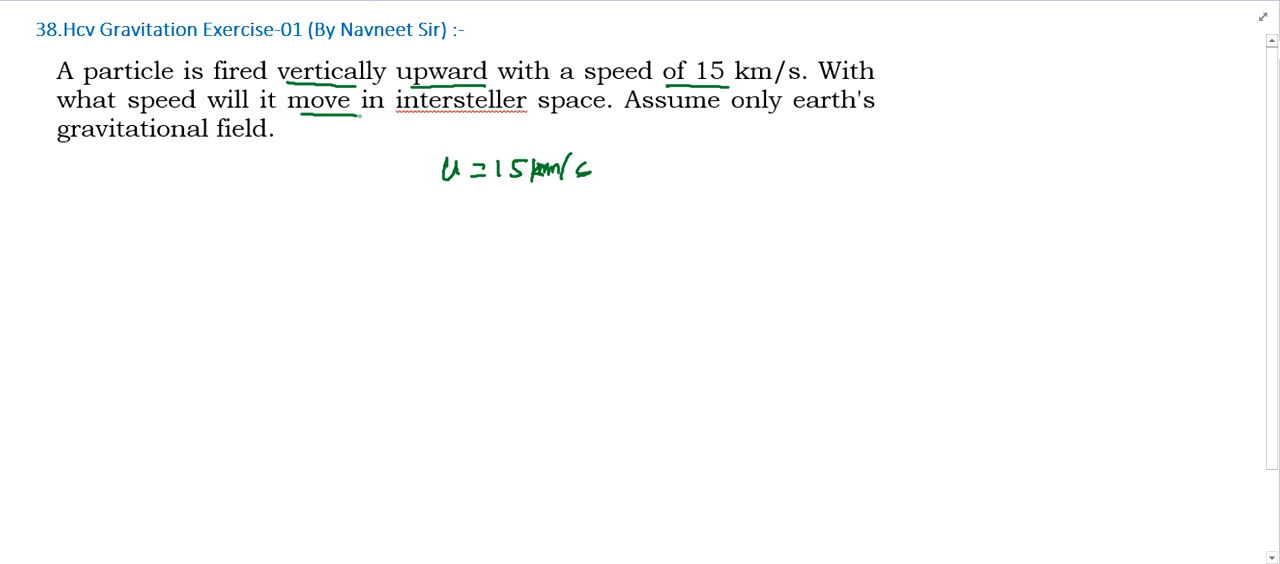 38.Hcv Gravitation Exercise-01 (By Navneet Sir) :-
A particle is fired vertically upward with a speed of 15 km/s. With
what speed will it move in intersteller space. Assume only earth's
gravitational field.
u = 15 km/s